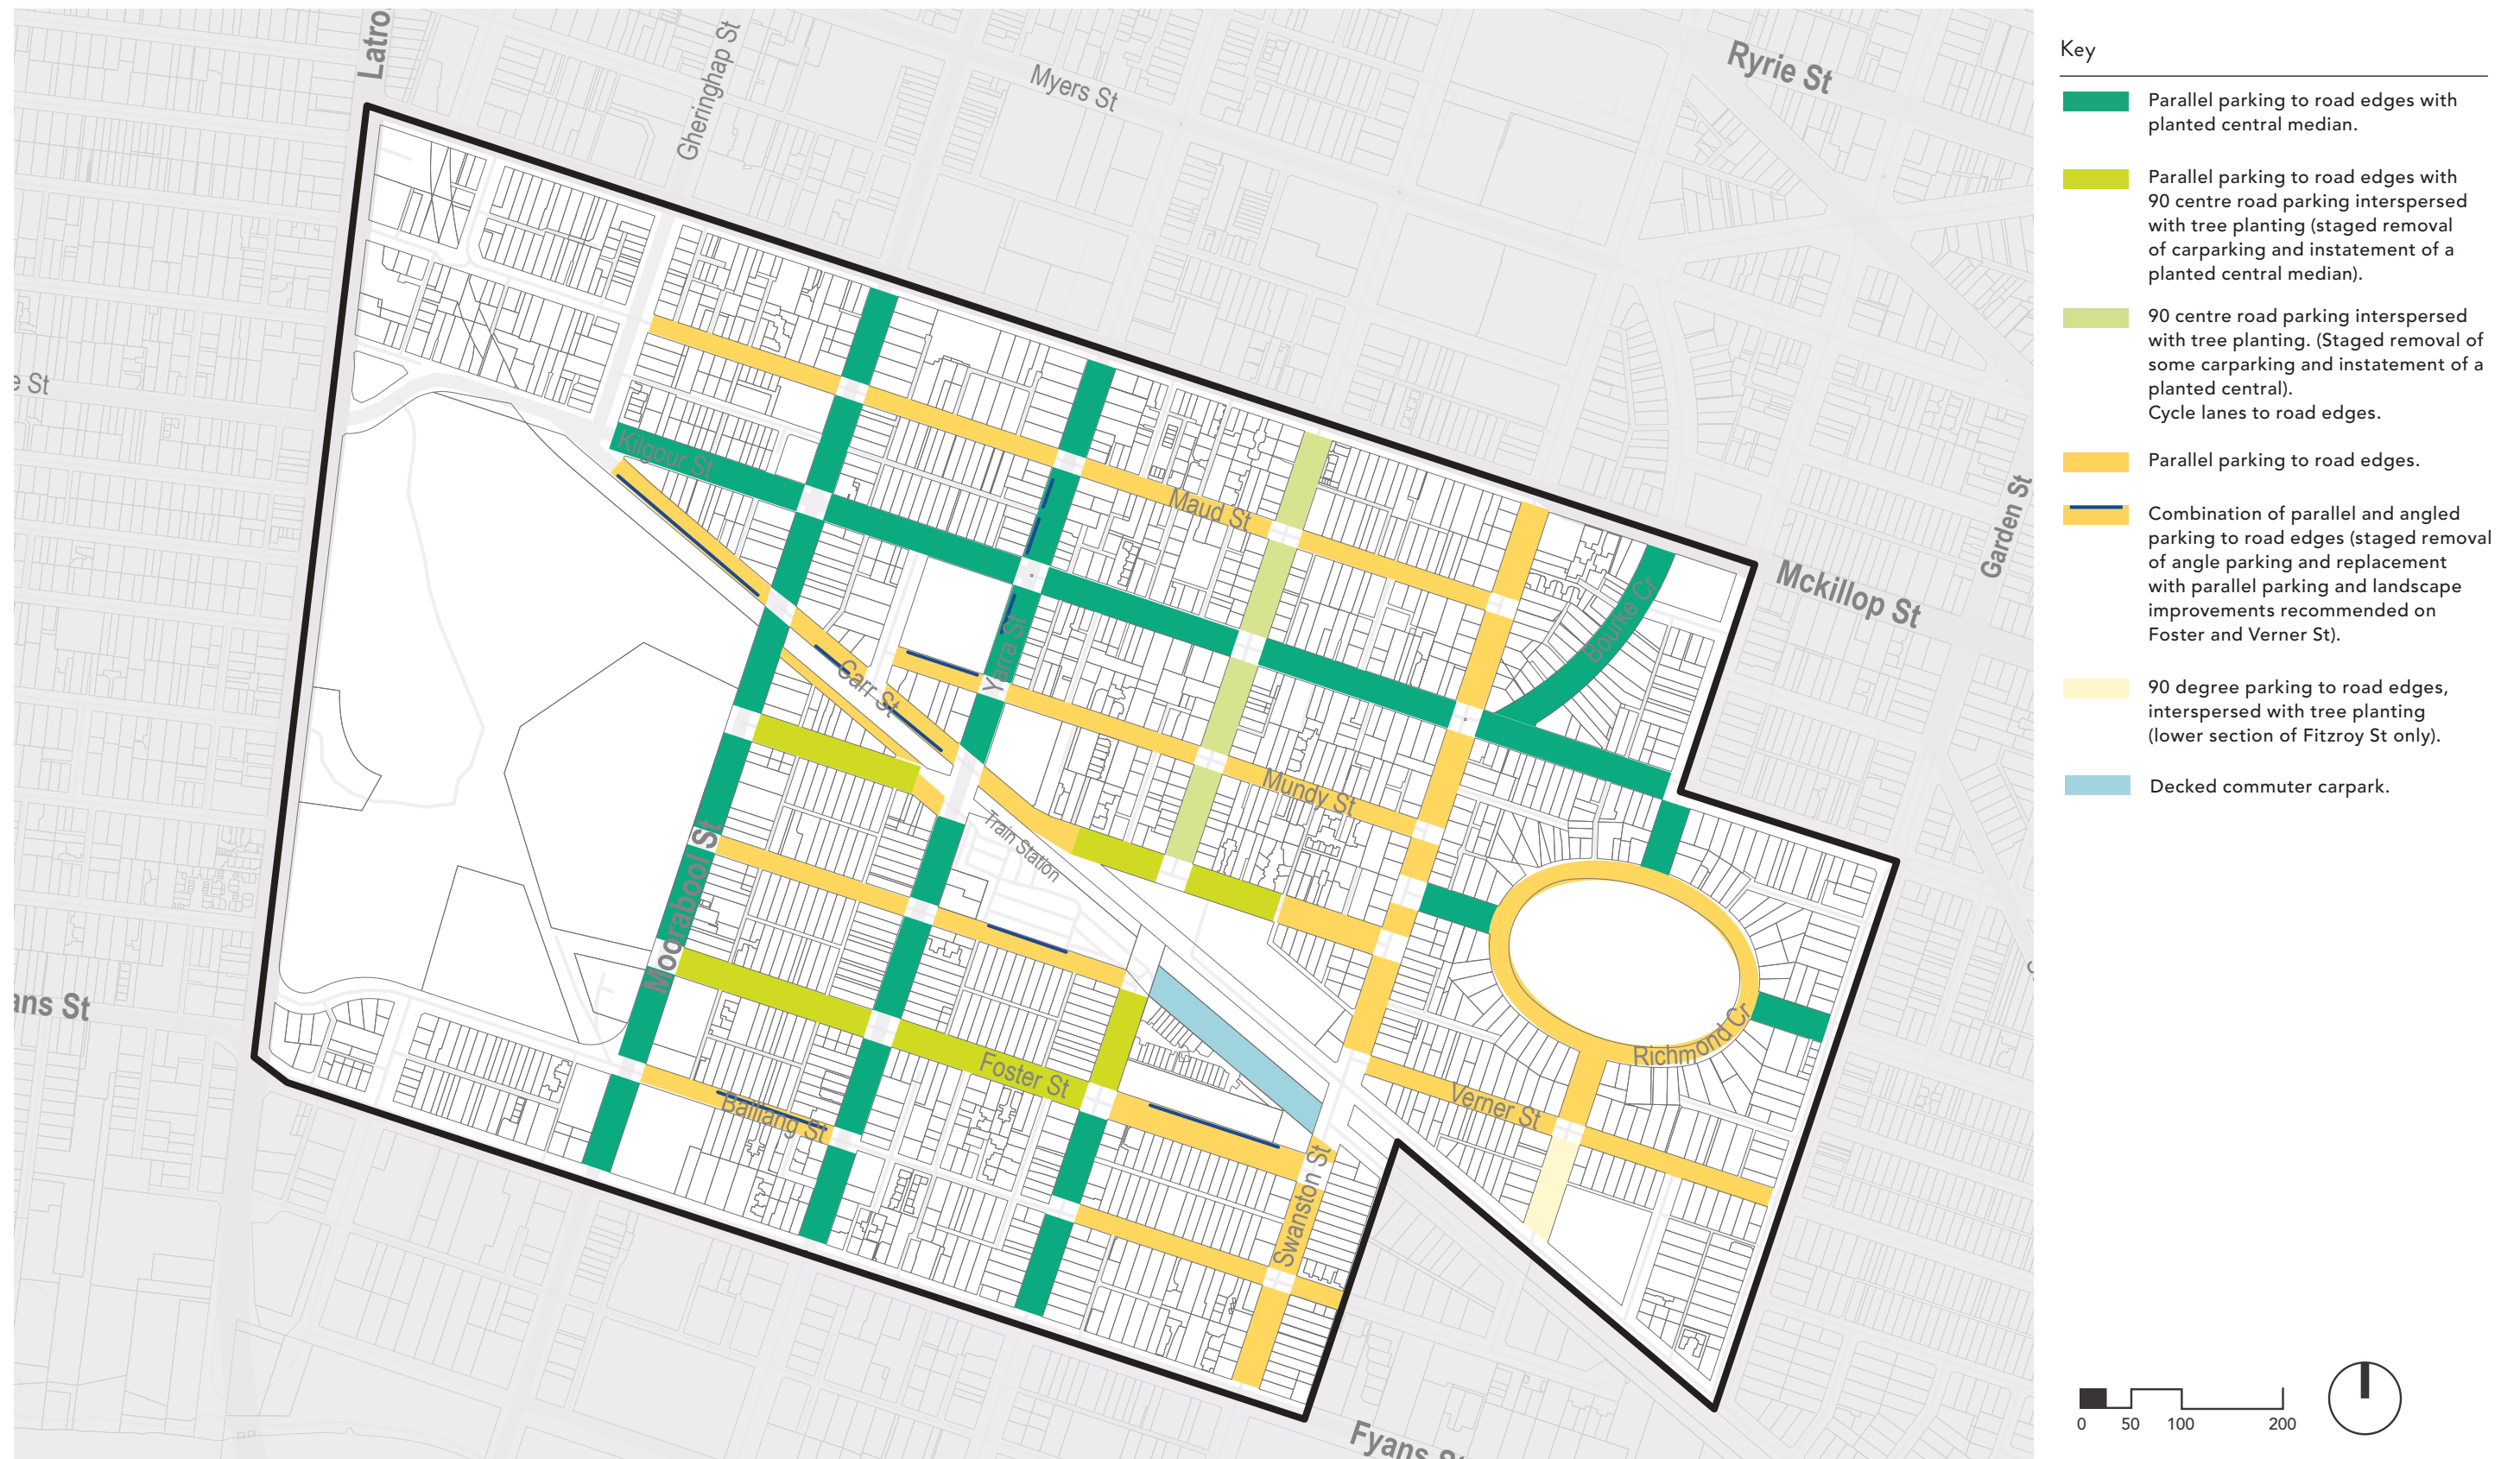 Latro
Gheringhap St
Myers St
Ryrie St
Key
Parallel parking to road edges with
planted central median.
Parallel parking to road edges with
90 centre road parking interspersed
with tree planting (staged removal
of carparking and instatement of a
planted central median).
90 centre road parking interspersed
with tree planting. (Staged removal of
some carparking and instatement of a
planted central).
Cycle lanes to road edges.
Parallel parking to road edges.
Combination of parallel and angled
parking to road edges (staged removal
of angle parking and replacement
with parallel parking and landscape
improvements recommended on
Foster and Verner St).
90 degree parking to road edges,
interspersed with tree planting
(lower section of Fitzroy St only).
Decked commuter carpark.
e St
Kilgour St
Maud St
Garden St
Mckillop St
Bourke Cr
Yarra St
Carr St
Mundy St
Train Station
Moorabool St
ans St
Richmond Cr
Foster St
Verner St
Balliang St
Swanston St
Fyans S
0 50 100 200